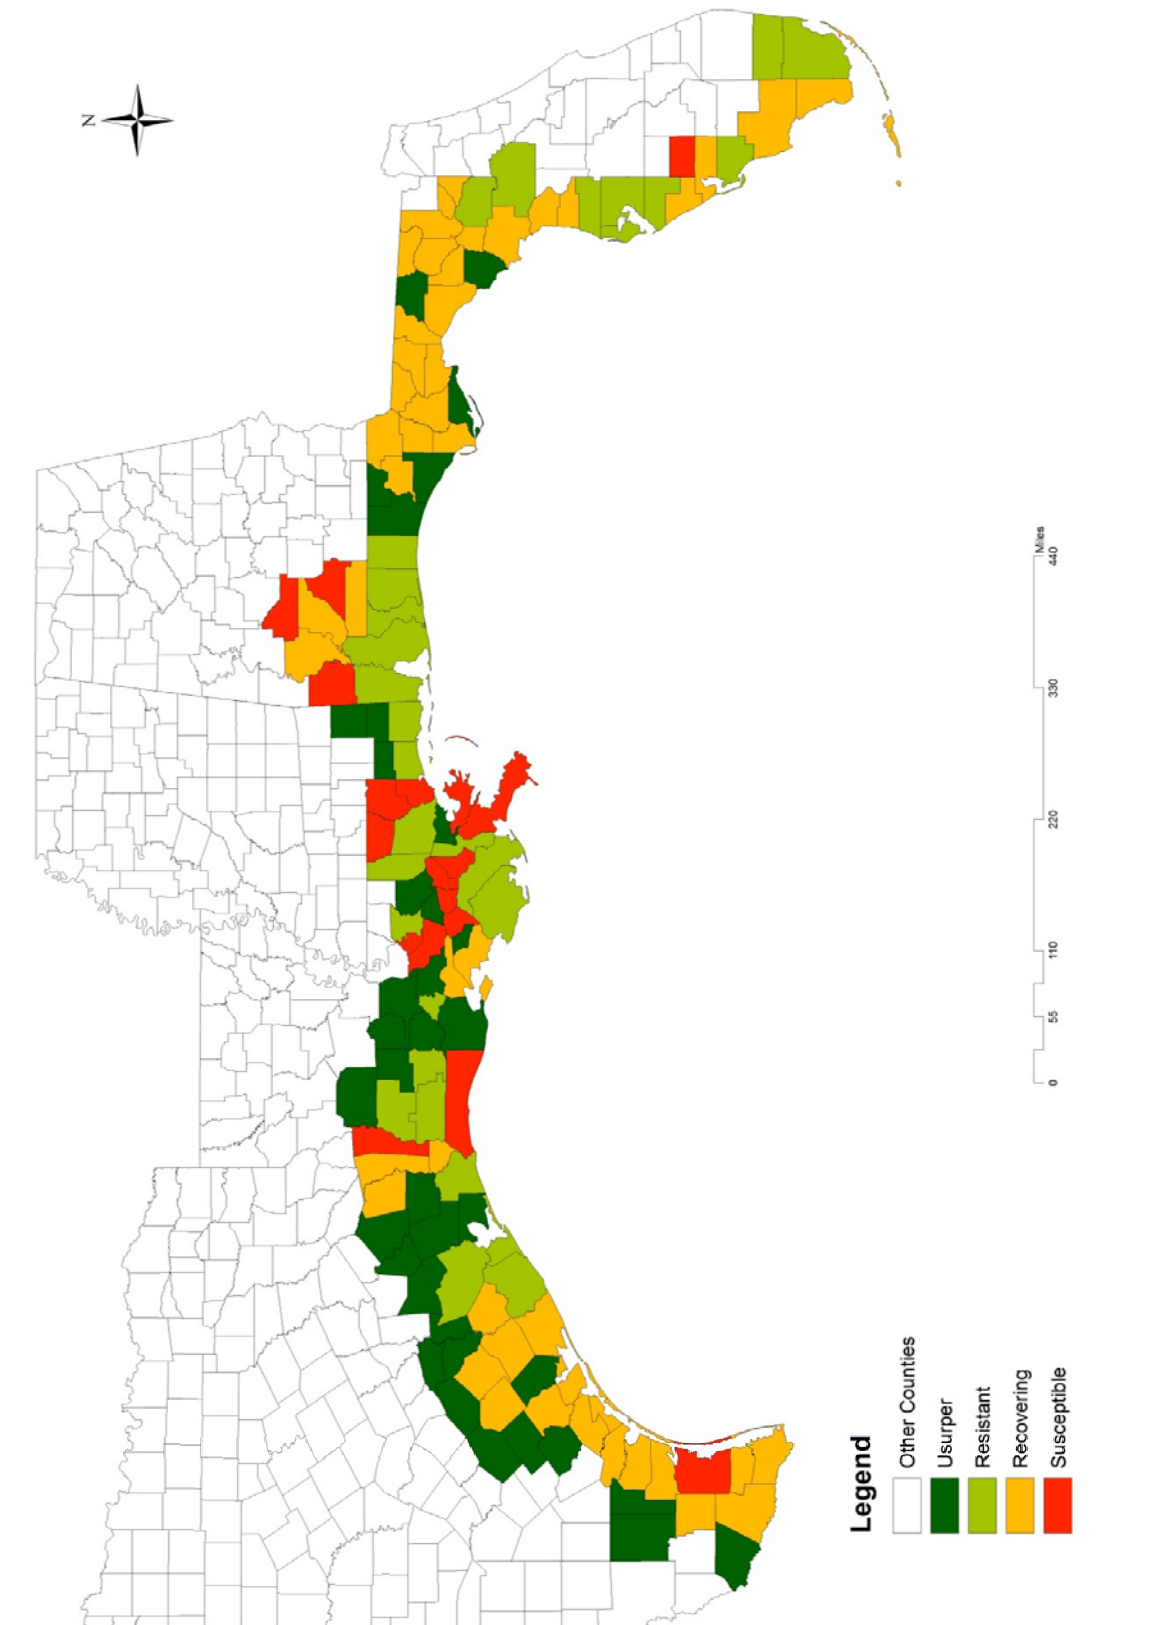 N
Miles
0 55 110 220 330 440
Legend
Other Counties
Usurper
Resistant
Recovering
Susceptible